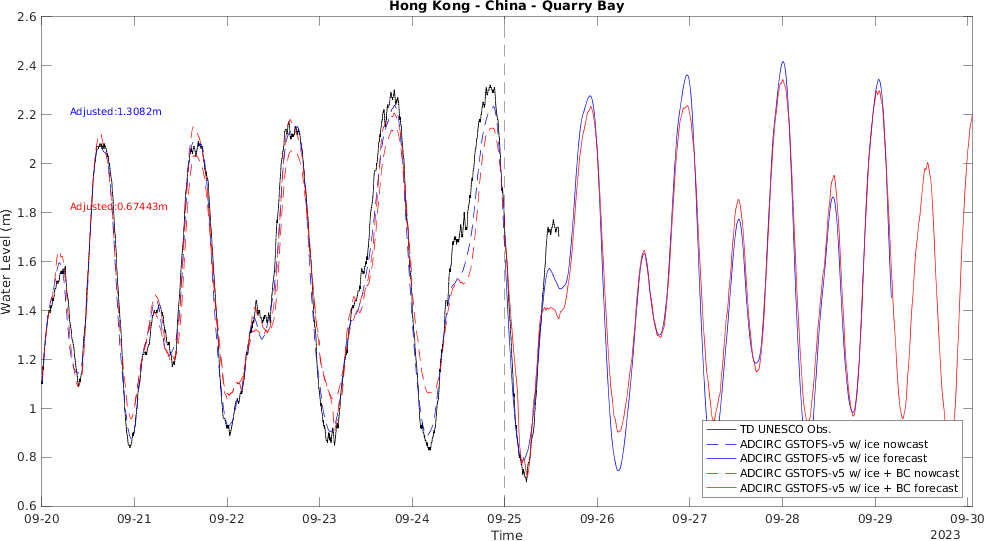 Hong Kong - China - Quarry Bay
2.6
2.4
2.2
2
1.8
1.6
1.4
1.2
1
0.8
0.6
Water Level (m)
Adjusted:1.3082m
Adjusted:0.67443m
TD UNESCO Obs.
ADCIRC GSTOFS-v5 w/ ice nowcast
ADCIRC GSTOFS-v5 w/ ice forecast
ADCIRC GSTOFS-v5 w/ ice + BC nowcast
ADCIRC GSTOFS-v5 w/ ice + BC forecast
09-20 09-21 09-22 09-23 09-24 09-25 09-26 09-27 09-28 09-29 09-30
Time
2023